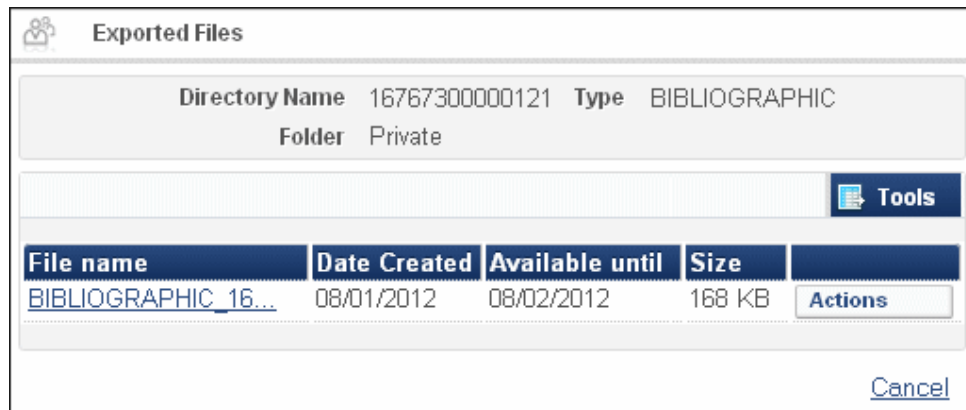 Exported Files
Directory Name 16767300000121 Type BIBLIOGRAPHIC
Folder Private
Tools
File name Date Created Available until Size
BIBLIOGRAPHIC_16... 08/01/2012 08/02/2012 168 KB Actions
Cancel